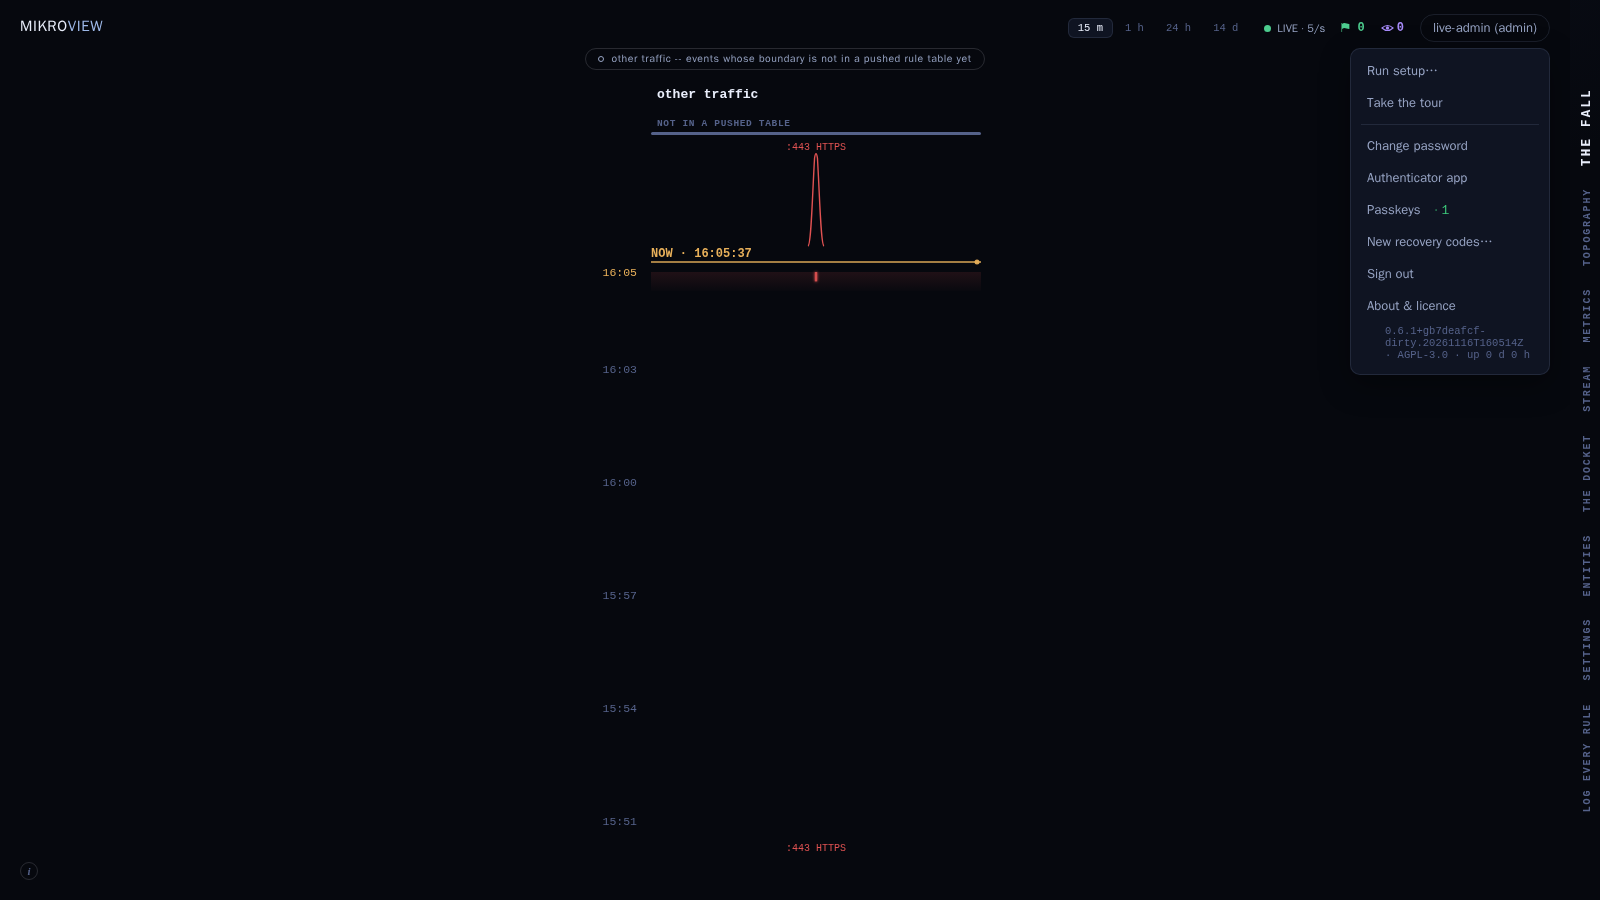 MIKROVIEW
15 m 1 h 24 h 14 d LIVE · 5/s 0 0 live-admin (admin)
other traffic -- events whose boundary is not in a pushed rule table yet
other traffic
NOT IN A PUSHED TABLE
:443 HTTPS
NOW · 16:05:37
16:05
16:03
16:00
15:57
15:54
15:51
:443 HTTPS
Run setup···
Take the tour
Change password
Authenticator app
Passkeys · 1
New recovery codes···
Sign out
About & licence
0.6.1+gb7deafcf-
dirty.20261116T160514Z
· AGPL-3.0 · up 0 d 0 h
THE FALL
TOPOGRAPHY
METRICS
STREAM
THE DOCKET
ENTITIES
SETTINGS
LOG EVERY RULE
i